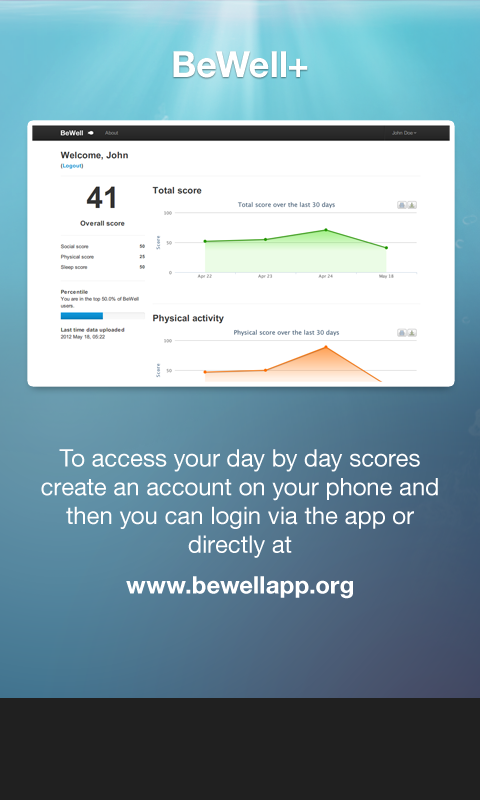 BeWell+
BeWell
About
John Doe
Welcome, John
(Logout)
41
Overall score
Social score 50
Physical score 25
Sleep score 50
Percentile
You are in the top 50.0% of BeWell
users.
Last time data uploaded
2012 May 18, 05:22
Total score
Total score over the last 30 days
100
50
0
Score
Apr 22
Apr 23
Apr 24
May 18
Physical activity
Physical score over the last 30 days
100
50
Score
To access your day by day scores
create an account on your phone and
then you can login via the app or
directly at
www.bewellapp.org